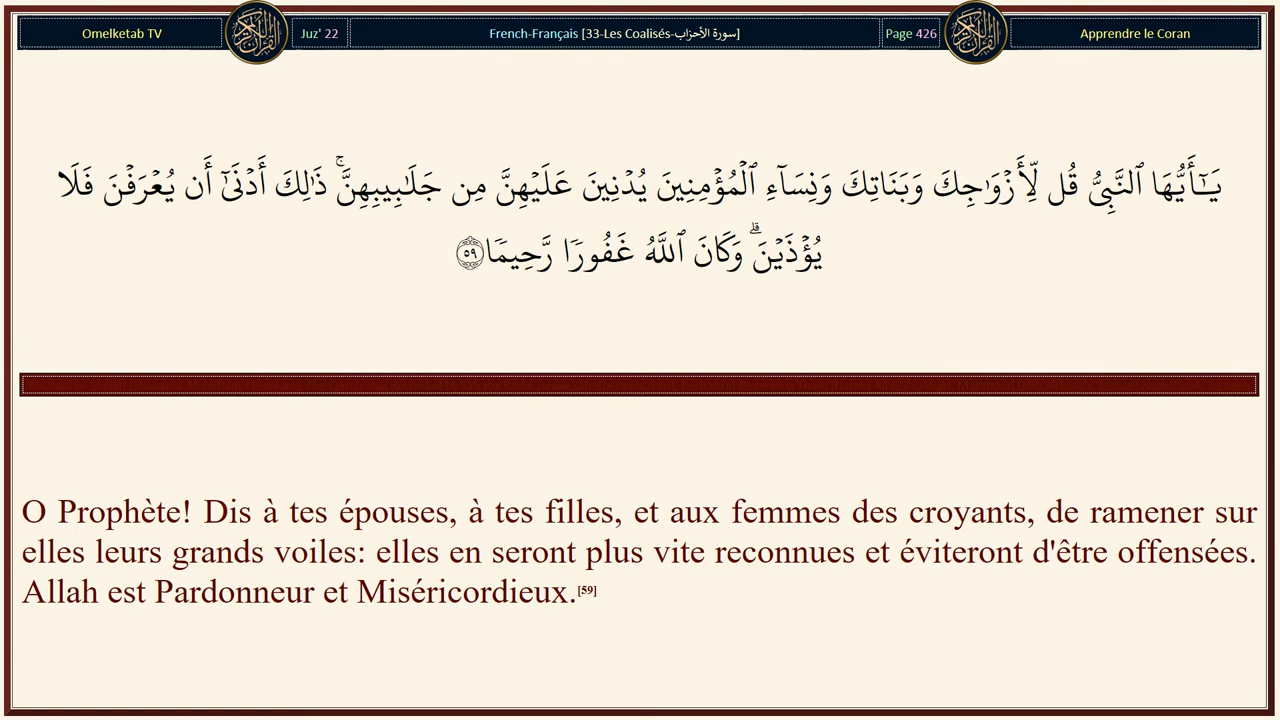 Omelketab TV
Juz' 22
French-Français [33-Les Coalisés-سورة الأحزاب]
Page 426
Apprendre le Coran
يَـٰٓأَيُّهَا ٱلنَّبِىُّ قُل لِّأَزْوَٰجِكَ وَبَنَاتِكَ وَنِسَآءِ ٱلْمُؤْمِنِينَ يُدْنِينَ عَلَيْهِنَّ مِن جَلَـٰبِيبِهِنَّ ۚ ذَٰلِكَ أَدْنَىٰٓ أَن يُعْرَفْنَ فَلَا
يُؤْذَيْنَ ۗ وَكَانَ ٱللَّهُ غَفُورًا رَّحِيمًا ٥٩
O Prophète! Dis à tes épouses, à tes filles, et aux femmes des croyants, de ramener sur
elles leurs grands voiles: elles en seront plus vite reconnues et éviteront d'être offensées.
Allah est Pardonneur et Miséricordieux.[59]